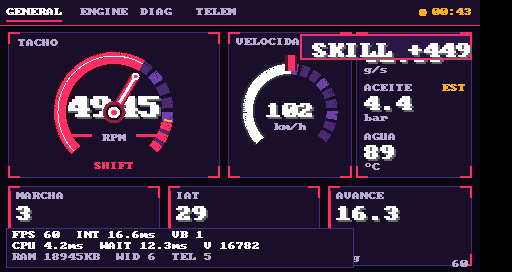 GENERAL ENGINE DIAG TELEM 00:43
TACHO
VELOCIDA
SKILL +449
g/s
4945
RPM
SHIFT
102
km/h
ACEITE EST
4.4
bar
AGUA
89
°C
MARCHA
3
IAT
29
AVANCE
16.3
FPS 60 INT 16.6ms VB 1
CPU 4.2ms WAIT 12.3ms V 16782
RAM 18945KB WID 6 TEL 5
g
60